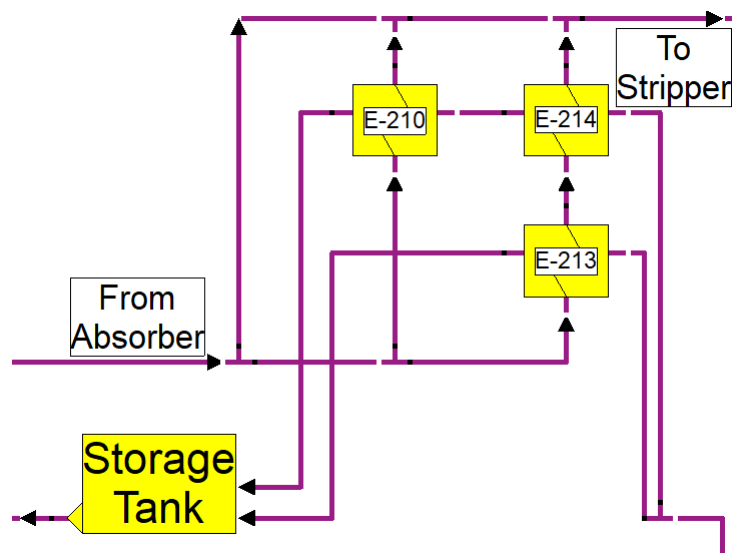 To
Stripper
E-210
E-214
E-213
From
Absorber
Storage
Tank